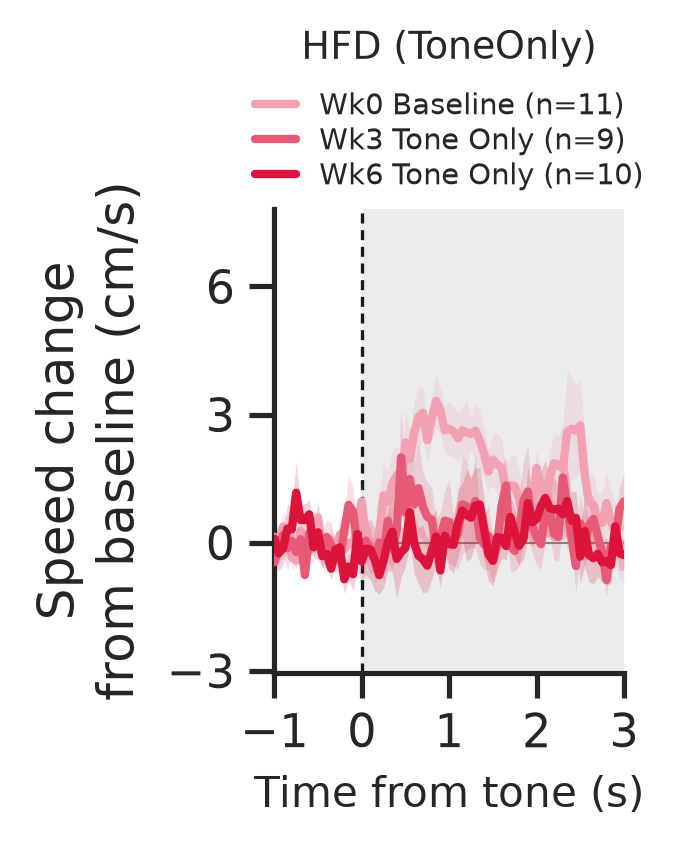 HFD (ToneOnly)
Wk0 Baseline (n=11)
Wk3 Tone Only (n=9)
Wk6 Tone Only (n=10)
Speed change
from baseline (cm/s)
6
3
0
−3
−1 0 1 2 3
Time from tone (s)